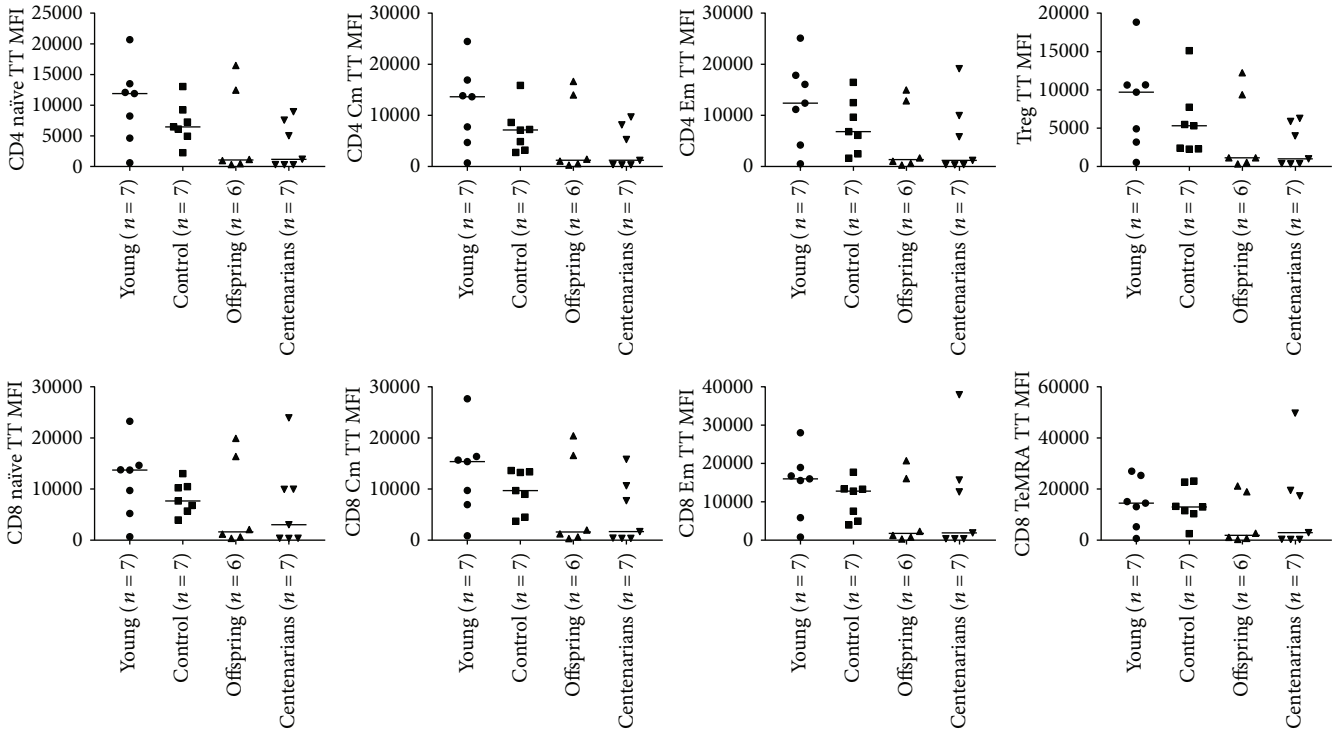 CD4 naïve TT MFI
25000
20000
15000
10000
5000
0
Young (n = 7)
Control (n = 7)
Offspring (n = 6)
Centenarians (n = 7)
CD4 Cm TT MFI
30000
20000
10000
0
Young (n = 7)
Control (n = 7)
Offspring (n = 6)
Centenarians (n = 7)
CD4 Em TT MFI
30000
20000
10000
0
Young (n = 7)
Control (n = 7)
Offspring (n = 6)
Centenarians (n = 7)
Treg TT MFI
20000
15000
10000
5000
0
Young (n = 7)
Control (n = 7)
Offspring (n = 6)
Centenarians (n = 7)
CD8 naïve TT MFI
30000
20000
10000
0
Young (n = 7)
Control (n = 7)
Offspring (n = 6)
Centenarians (n = 7)
CD8 Cm TT MFI
30000
20000
10000
0
Young (n = 7)
Control (n = 7)
Offspring (n = 6)
Centenarians (n = 7)
CD8 Em TT MFI
40000
30000
20000
10000
0
Young (n = 7)
Control (n = 7)
Offspring (n = 6)
Centenarians (n = 7)
CD8 TeMRA TT MFI
60000
40000
20000
0
Young (n = 7)
Control (n = 7)
Offspring (n = 6)
Centenarians (n = 7)